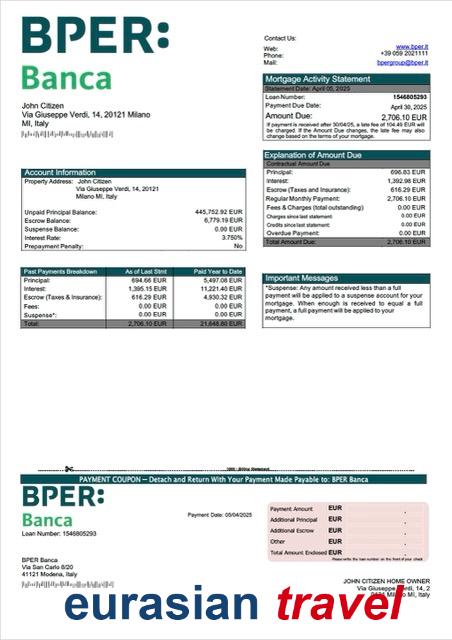 BPER:
Banca
Contact Us:
Web: www.bper.it
Phone: +39 059 2021111
Mail: bpergroup@bper.it
Mortgage Activity Statement
Statement Date: April 05, 2025
Loan Number: 1546805293
Payment Due Date: April 30, 2025
Amount Due: 2,706.10 EUR
If payment is received after 30/04/25, a late fee of 104.49 EUR will
be charged. If the Amount Due changes, the late fee may also
change based on the terms of your mortgage.
John Citizen
Via Giuseppe Verdi, 14, 20121 Milano
MI, Italy
Explanation of Amount Due
Contractual Amount Due
Principal: 696.83 EUR
Interest: 1,392.98 EUR
Escrow (Taxes and Insurance): 616.29 EUR
Regular Monthly Payment: 2,706.10 EUR
Fees & Charges (total outstanding) 0.00 EUR
Charges since last statement: 0.00 EUR
Credits since last statement: 0.00 EUR
Overdue Payment: 0.00 EUR
Total Amount Due: 2,706.10 EUR
Account Information
Property Address: John Citizen
Via Giuseppe Verdi, 14, 20121
Milano MI, Italy
Unpaid Principal Balance: 445,752.92 EUR
Escrow Balance: 6,779.19 EUR
Suspense Balance: 0.00 EUR
Interest Rate: 3.750%
Prepayment Penalty: No
Past Payments Breakdown As of Last Stmt Paid Year to Date
Principal: 694.66 EUR 5,497.08 EUR
Interest: 1,395.15 EUR 11,221.40 EUR
Escrow (Taxes & Insurance): 616.29 EUR 4,930.32 EUR
Fees: 0.00 EUR 0.00 EUR
Suspense*: 0.00 EUR 0.00 EUR
Total: 2,706.10 EUR 21,648.80 EUR
Important Messages
*Suspense: Any amount received less than a full
payment will be applied to a suspense account for your
mortgage. When enough is received to equal a full
payment, a full payment will be applied to your
mortgage.
PAYMENT COUPON – Detach and Return With Your Payment Made Payable to: BPER Banca
BPER:
Banca
Loan Number: 1546805293
Payment Date: 05/04/2025
Payment Amount EUR
Additional Principal EUR
Additional Escrow EUR
Other EUR
Total Amount Enclosed EUR
Please write the loan number on the front of your check
BPER Banca
Via San Carlo 8/20
41121 Modena, Italy
JOHN CITIZEN HOME OWNER
Via Giuseppe Verdi, 14, 2
Milano MI, Italy
eurasian travel